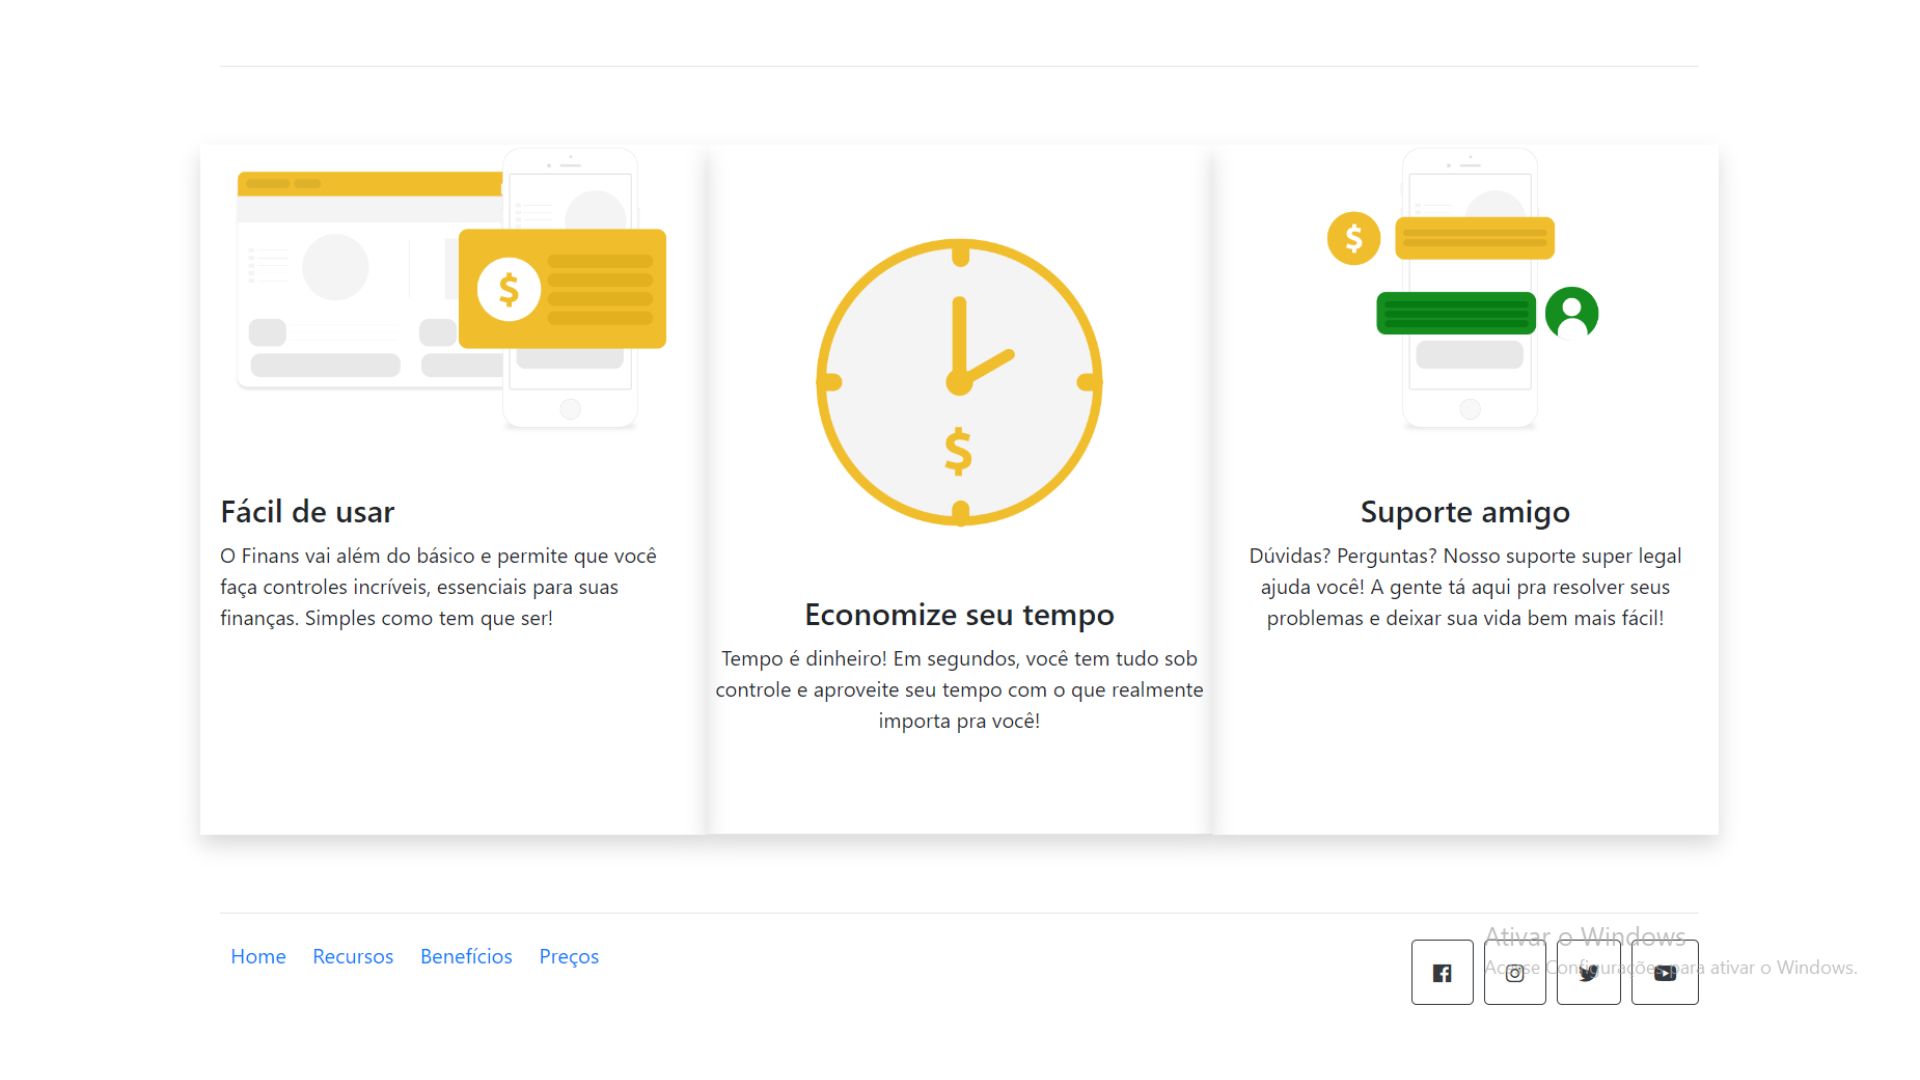 $
$
$
Fácil de usar
O Finans vai além do básico e permite que você
faça controles incríveis, essenciais para suas
finanças. Simples como tem que ser!
Economize seu tempo
Tempo é dinheiro! Em segundos, você tem tudo sob
controle e aproveite seu tempo com o que realmente
importa pra você!
Suporte amigo
Dúvidas? Perguntas? Nosso suporte super legal
ajuda você! A gente tá aqui pra resolver seus
problemas e deixar sua vida bem mais fácil!
Home Recursos Benefícios Preços
Ativar o Windows
Acesse Configurações para ativar o Windows.